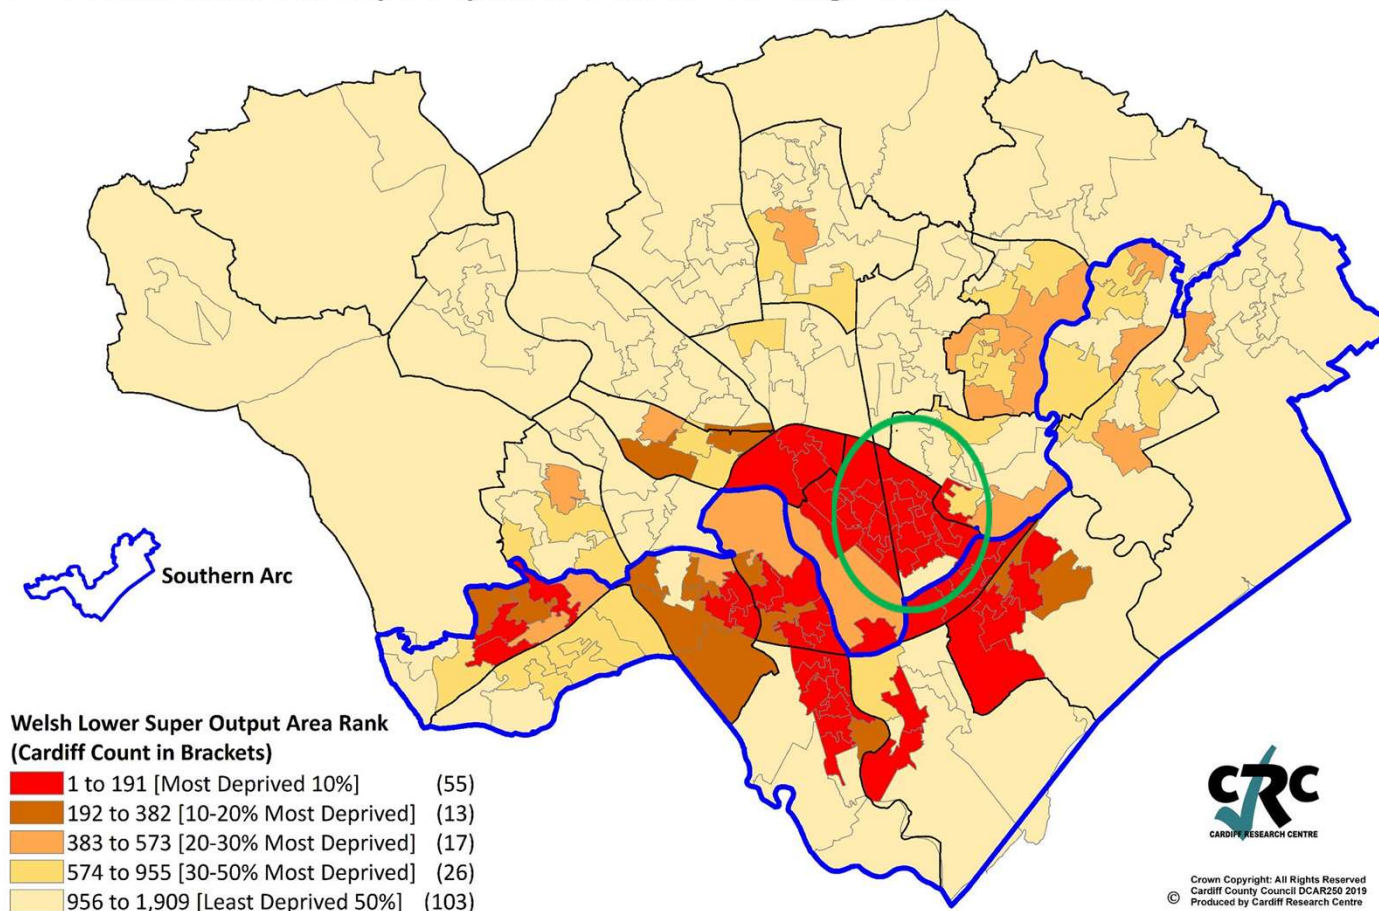 Southern Arc
Welsh Lower Super Output Area Rank
(Cardiff Count in Brackets)
1 to 191 [Most Deprived 10%] (55)
192 to 382 [10-20% Most Deprived] (13)
383 to 573 [20-30% Most Deprived] (17)
574 to 955 [30-50% Most Deprived] (26)
956 to 1,909 [Least Deprived 50%] (103)
CRC
CARDIFF RESEARCH CENTRE
Crown Copyright: All Rights Reserved
Cardiff County Council DCAR250 2019
© Produced by Cardiff Research Centre